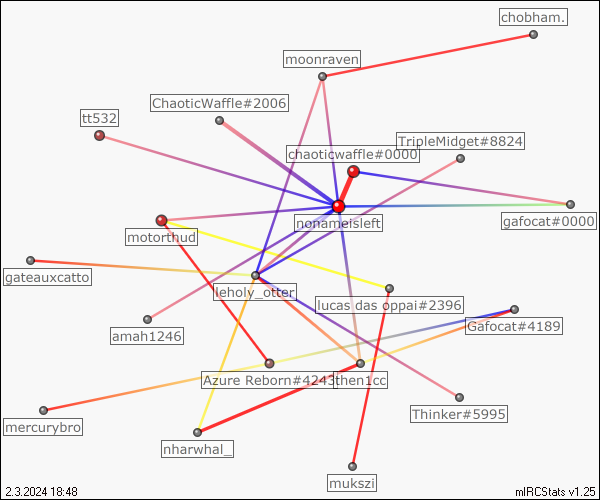 chobham.
moonraven
ChaoticWaffle#2006
tt532
TripleMidget#8824
chaoticwaffle#0000
nonameisleft
gafocat#0000
motorthud
gateauxcatto
leholy_otter
lucas das oppai#2396
Gafocat#4189
amah1246
Azure Reborn#4243
then1cc
Thinker#5995
mercurybro
nharwhal_
mukszi
2.3.2024 18:48
mIRCStats v1.25